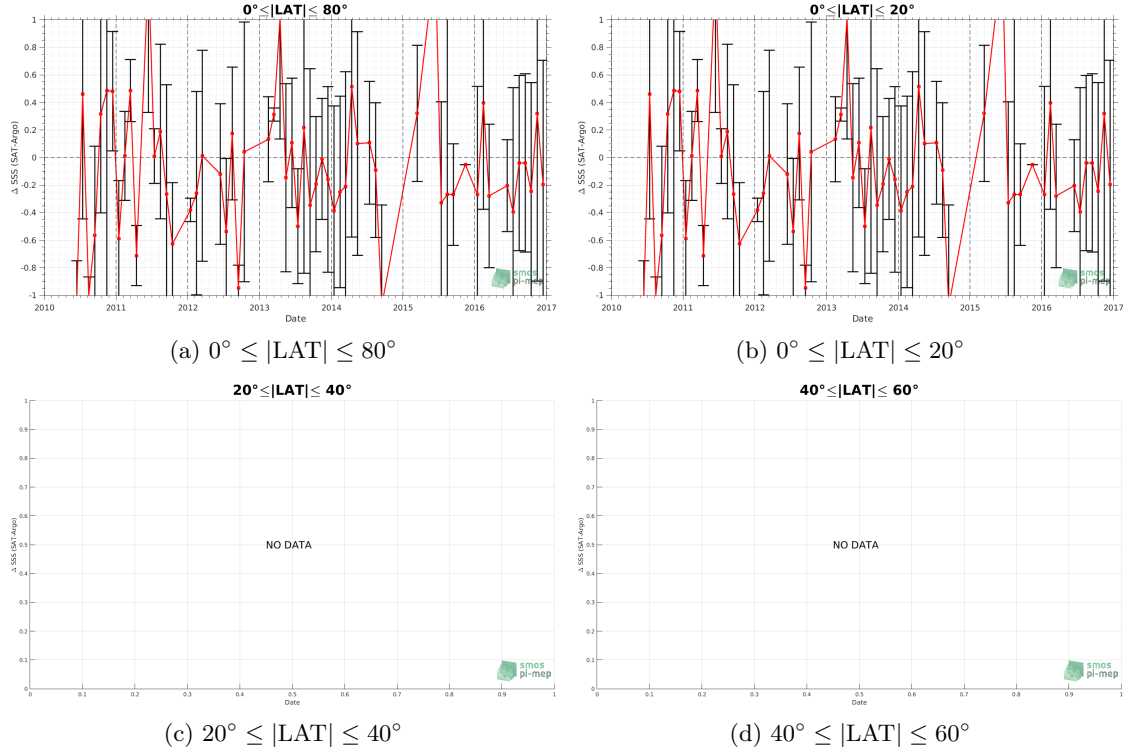 0°≤|LAT|≤ 80°
Δ SSS (SAT-Argo)
1
0.8
0.6
0.4
0.2
0
-0.2
-0.4
-0.6
-0.8
-1
2010 2011 2012 2013 2014 2015 2016 2017
Date
smos
pi-mep
(a) 0° ≤ |LAT| ≤ 80°
0°≤|LAT|≤ 20°
Δ SSS (SAT-Argo)
1
0.8
0.6
0.4
0.2
0
-0.2
-0.4
-0.6
-0.8
-1
2010 2011 2012 2013 2014 2015 2016 2017
Date
smos
pi-mep
(b) 0° ≤ |LAT| ≤ 20°
20°≤|LAT|≤ 40°
Δ SSS (SAT-Argo)
1
0.9
0.8
0.7
0.6
0.5
0.4
0.3
0.2
0.1
0
NO DATA
0 0.1 0.2 0.3 0.4 0.5 0.6 0.7 0.8 0.9 1
Date
smos
pi-mep
(c) 20° ≤ |LAT| ≤ 40°
40°≤|LAT|≤ 60°
Δ SSS (SAT-Argo)
1
0.9
0.8
0.7
0.6
0.5
0.4
0.3
0.2
0.1
0
NO DATA
0 0.1 0.2 0.3 0.4 0.5 0.6 0.7 0.8 0.9 1
Date
smos
pi-mep
(d) 40° ≤ |LAT| ≤ 60°